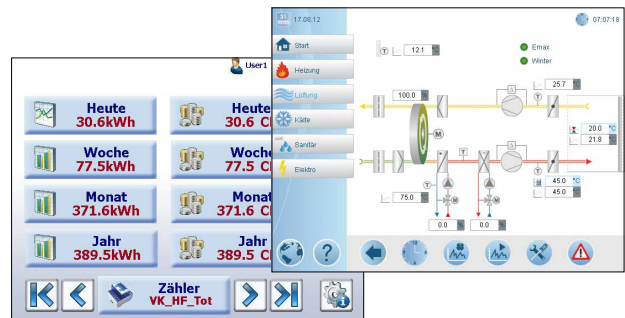 User1
Heute
30.6kWh
Heute
30.6 C
Woche
77.5kWh
Woche
77.5 C
Monat
371.6kWh
Monat
371.6 C
Jahr
389.5kWh
Jahr
389.5 C
Zähler
VK_HF_Tot
17.08.12
07:07:18
Start
Heizung
Lüftung
Kälte
Sanitär
Elektro
T
12.1
Emax
Winter
25.7
T
100.0 %
M
20.0 °C
21.8
T
T
45.0 °C
45.0
T
75.0
M
M
0.0
0.0
?